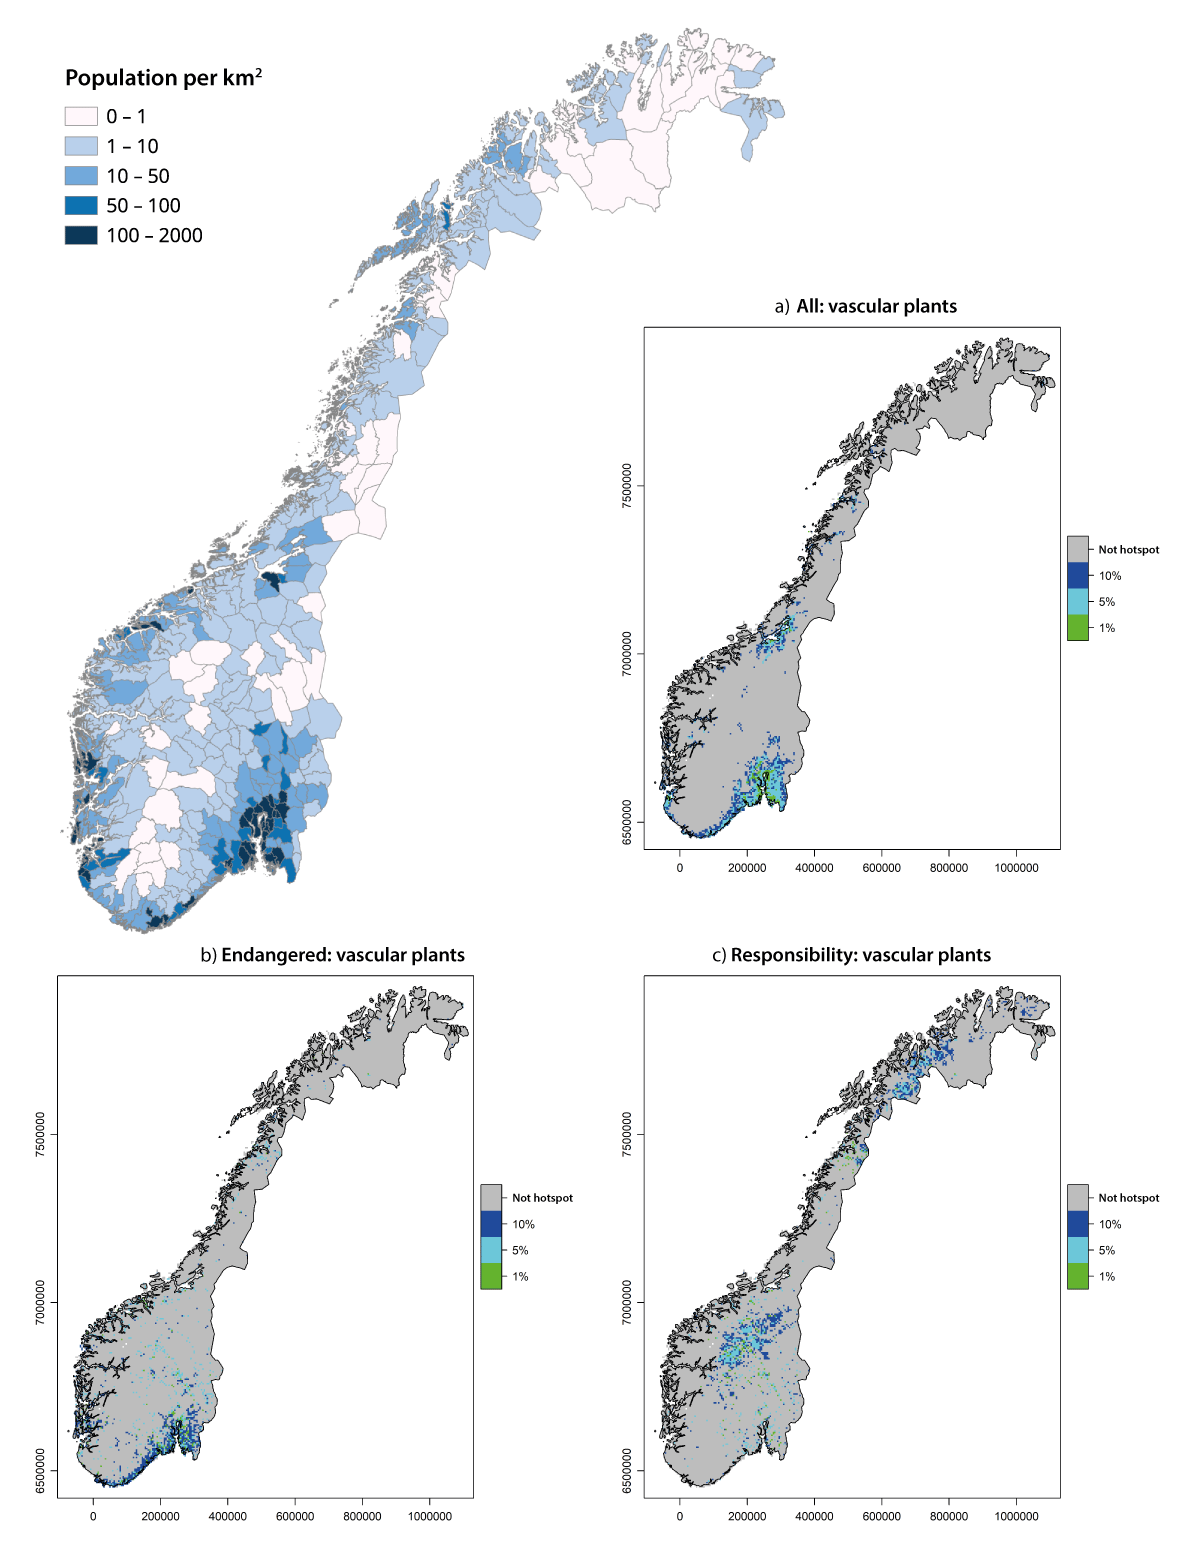 Population per km²
0 – 1
1 – 10
10 – 50
50 – 100
100 – 2000
a) All: vascular plants
7500000
7000000
6500000
0 200000 400000 600000 800000 1000000
Not hotspot
10%
5%
1%
b) Endangered: vascular plants
7500000
7000000
6500000
0 200000 400000 600000 800000 1000000
Not hotspot
10%
5%
1%
c) Responsibility: vascular plants
7500000
7000000
6500000
0 200000 400000 600000 800000 1000000
Not hotspot
10%
5%
1%